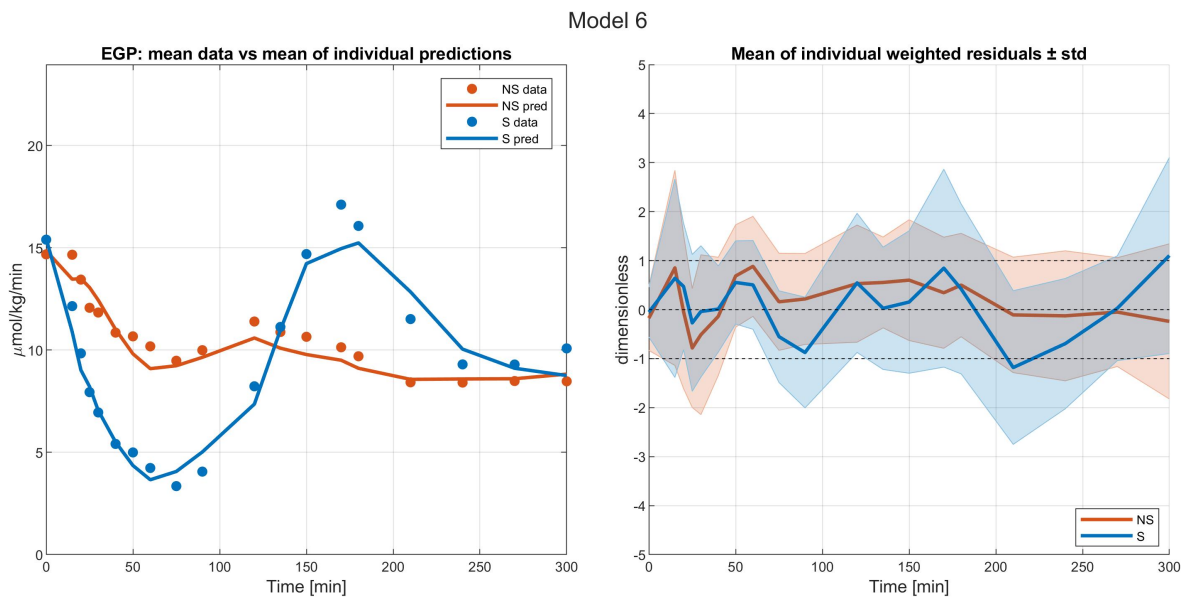 Model 6
EGP: mean data vs mean of individual predictions
NS data
NS pred
S data
S pred
20
15
10
5
0
μmol/kg/min
0 50 100 150 200 250 300
Time [min]
Mean of individual weighted residuals ± std
5
4
3
2
1
0
-1
-2
-3
-4
-5
dimensionless
NS
S
0 50 100 150 200 250 300
Time [min]